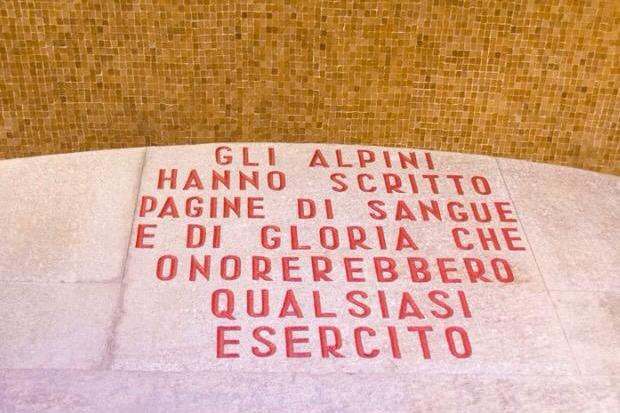 GLI ALPINI
HANNO SCRITTO
PAGINE DI SANGUE
E DI GLORIA CHE
ONOREREBBERO
QUALSIASI
ESERCITO